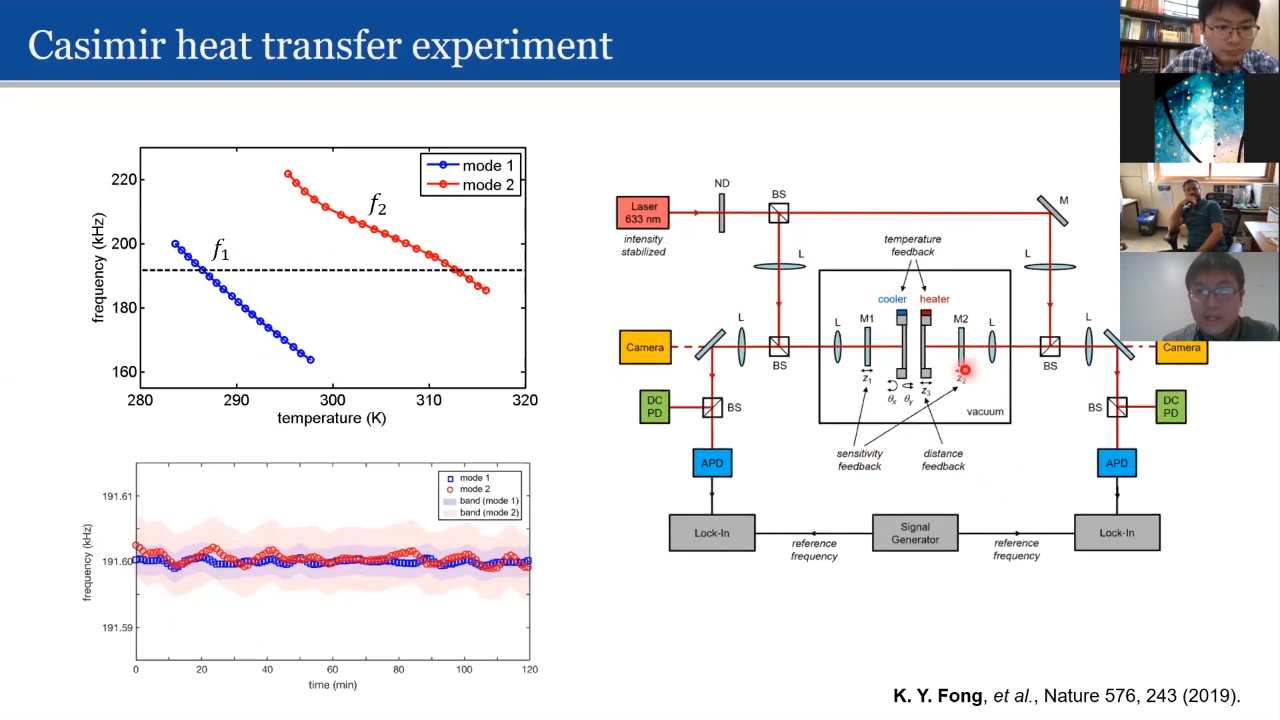 Casimir heat transfer experiment
220
200
180
160
frequency (kHz)
280
290
300
310
320
temperature (K)
mode 1
mode 2
f₁
f₂
191.61
191.60
191.59
frequency (kHz)
0
20
40
60
80
100
120
time (min)
mode 1
mode 2
band (mode 1)
band (mode 2)
Laser
633 nm
intensity
stabilized
ND
BS
M
L
L
temperature
feedback
cooler
heater
Camera
L
BS
L
M1
M2
L
BS
L
Camera
z₁
θₓ
θᵧ
z₃
z₂
vacuum
DC
PD
BS
BS
DC
PD
sensitivity
feedback
distance
feedback
APD
APD
Lock-In
reference
frequency
Signal
Generator
reference
frequency
Lock-In
K. Y. Fong, et al., Nature 576, 243 (2019).